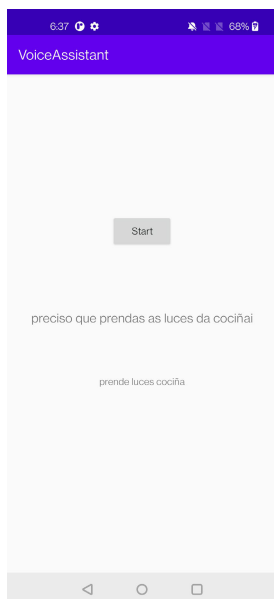 6:37 68%
VoiceAssistant
Start
preciso que prendas as luces da cociñai
prende luces cociña